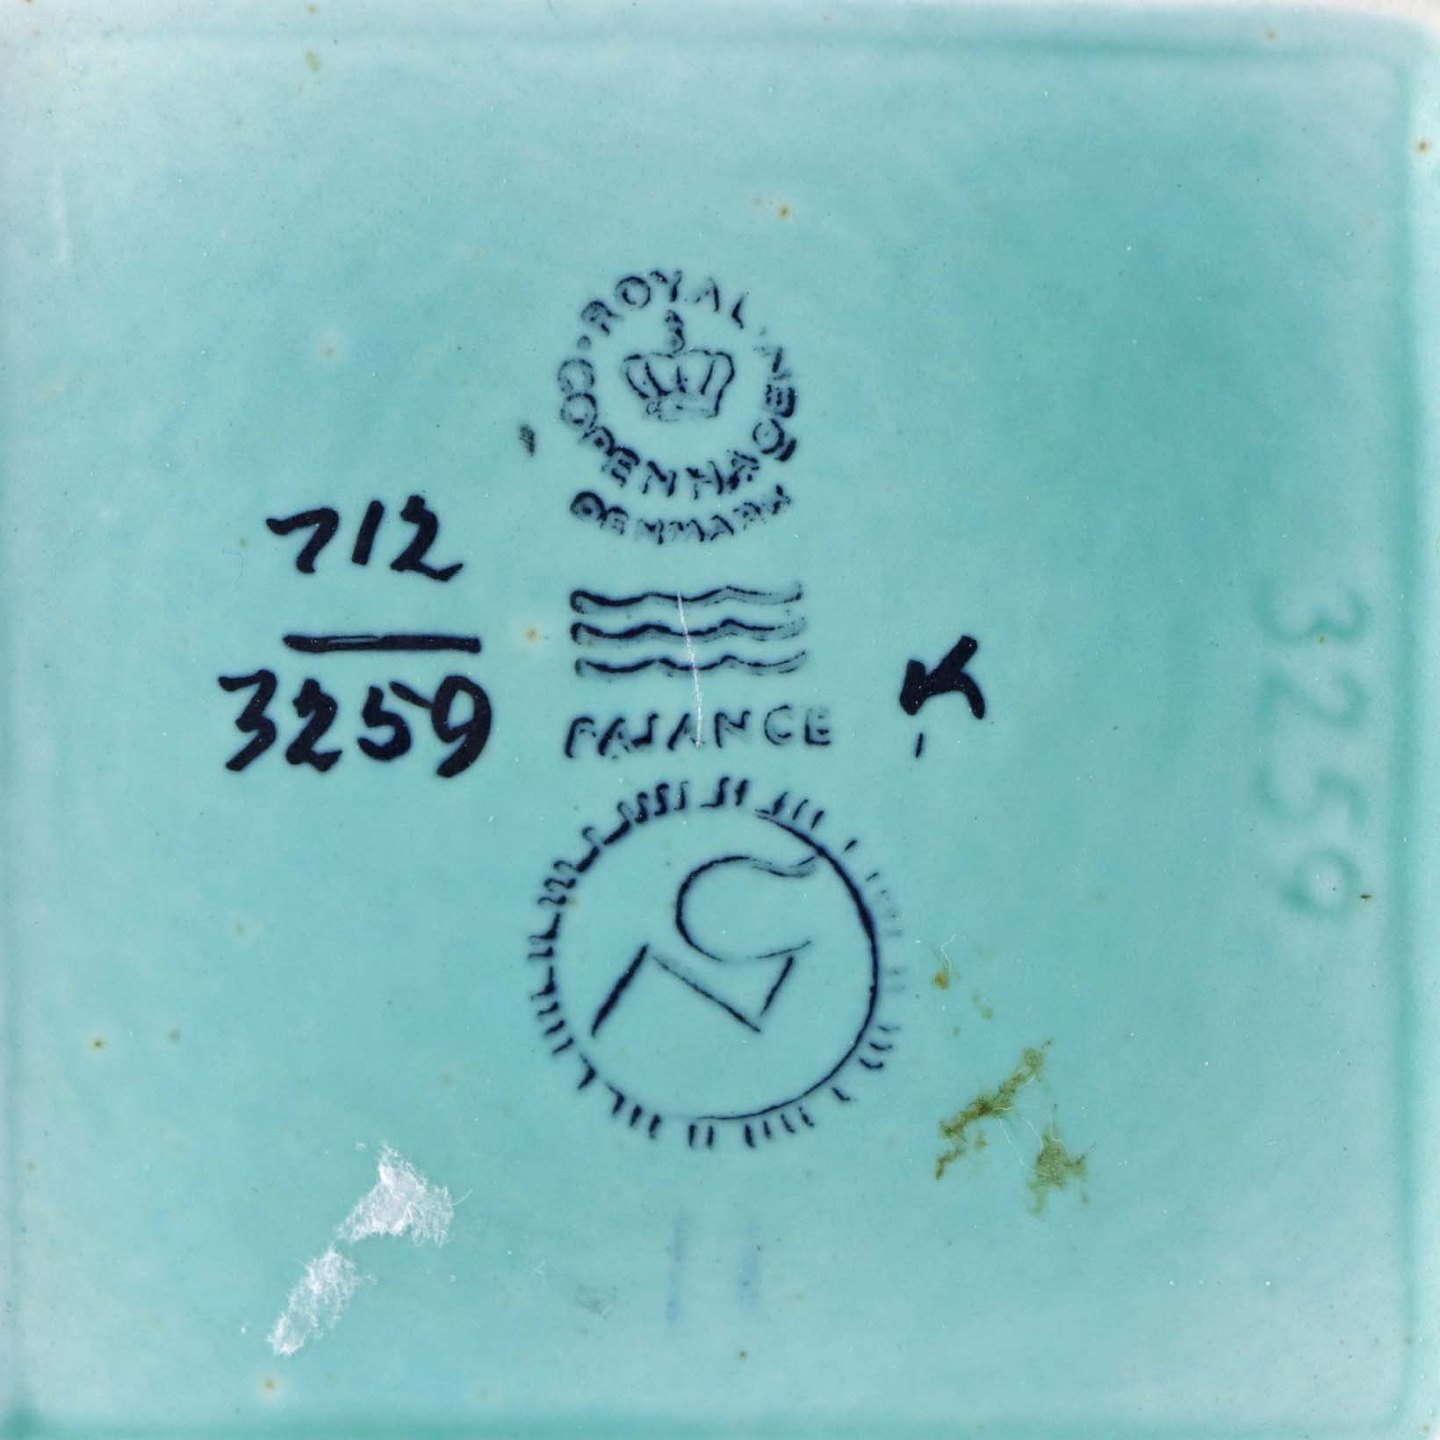 ROYAL COPENHAGEN
DENMARK
712
3259
FAJANCE
K
3259